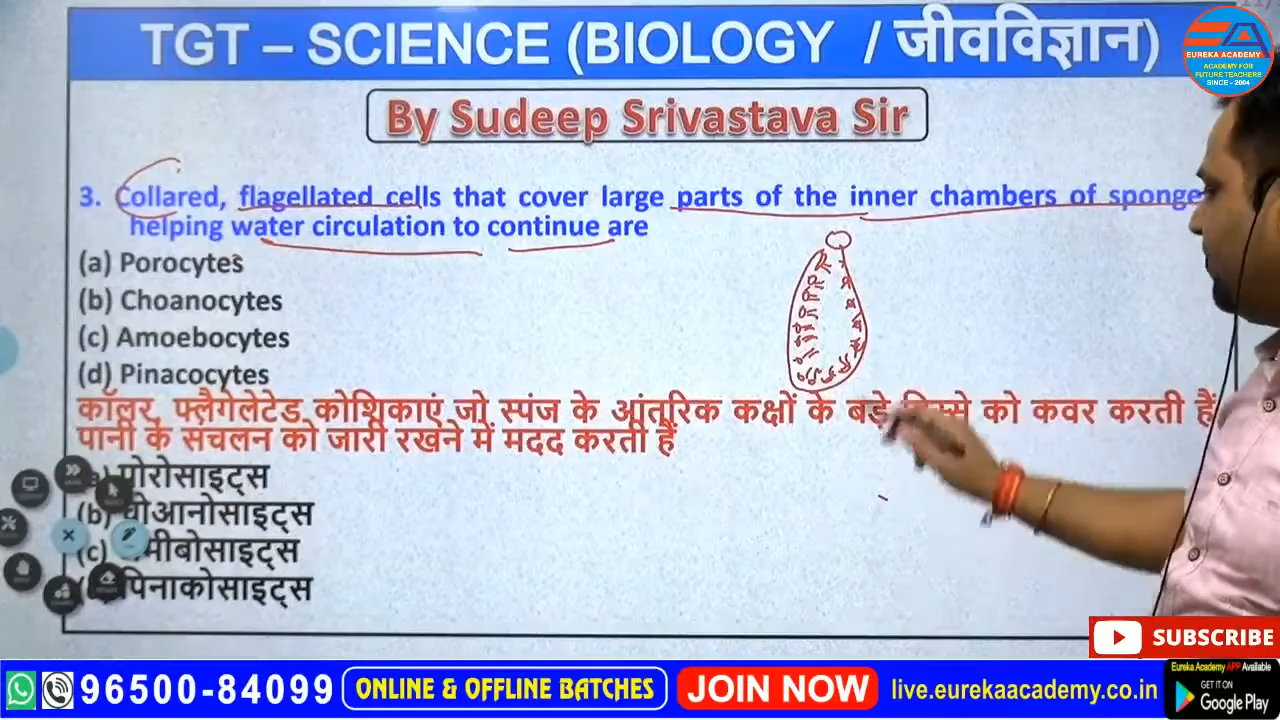 TGT – SCIENCE (BIOLOGY / जीवविज्ञान)
EUREKA ACADEMY
ACADEMY FOR
FUTURE TEACHERS
SINCE - 2004
By Sudeep Srivastava Sir
3. Collared, flagellated cells that cover large parts of the inner chambers of sponge
helping water circulation to continue are
(a) Porocytes
(b) Choanocytes
(c) Amoebocytes
(d) Pinacocytes
कॉलर, फ्लैगेलेटेड कोशिकाएं जो स्पंज के आंतरिक कक्षों के बड़े को कवर करती हैं
पानी के संचलन को जारी रखने में मदद करती हैं
पोरोसाइट्स
(b)
(c)
पिनाकोसाइट्स
SUBSCRIBE
96500-84099
ONLINE & OFFLINE BATCHES
JOIN NOW
live.eurekaacademy.co.in
Eureka Academy APP Available
GET IT ON
Google Play